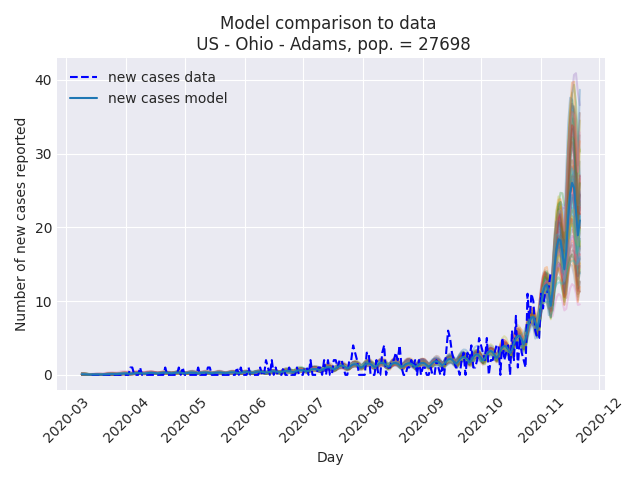 Model comparison to data
US - Ohio - Adams, pop. = 27698
new cases data
new cases model
Number of new cases reported
40
30
20
10
0
2020-03
2020-04
2020-05
2020-06
2020-07
2020-08
2020-09
2020-10
2020-11
2020-12
Day